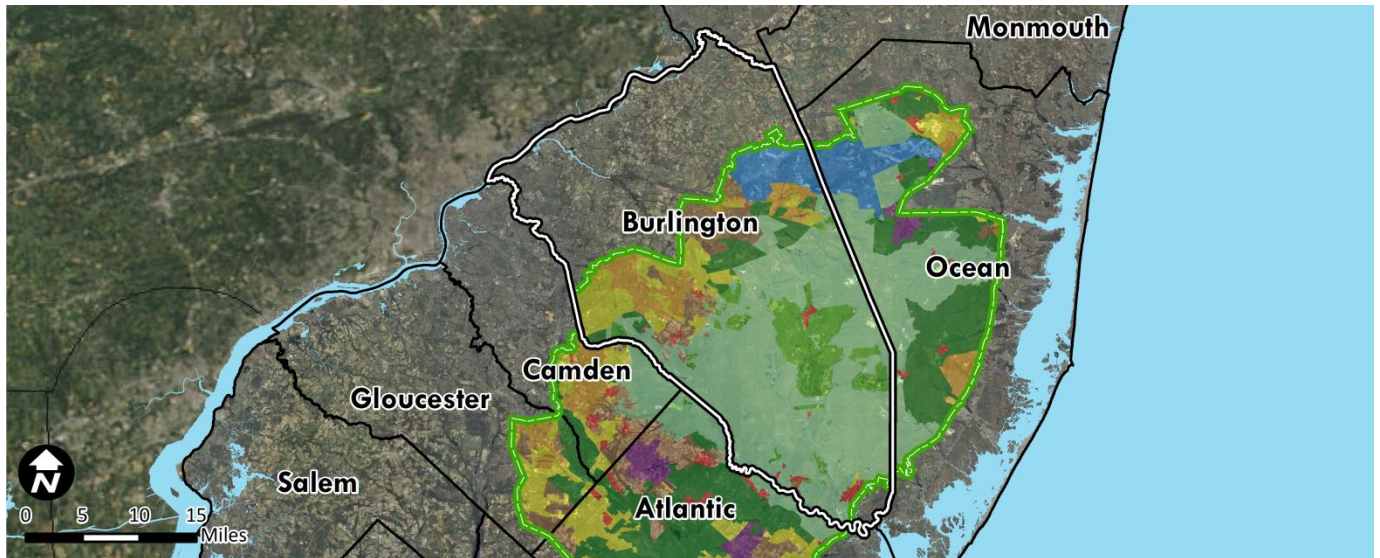 Monmouth
Burlington
Ocean
Camden
Gloucester
Salem
Atlantic
N
0 5 10 15
Miles